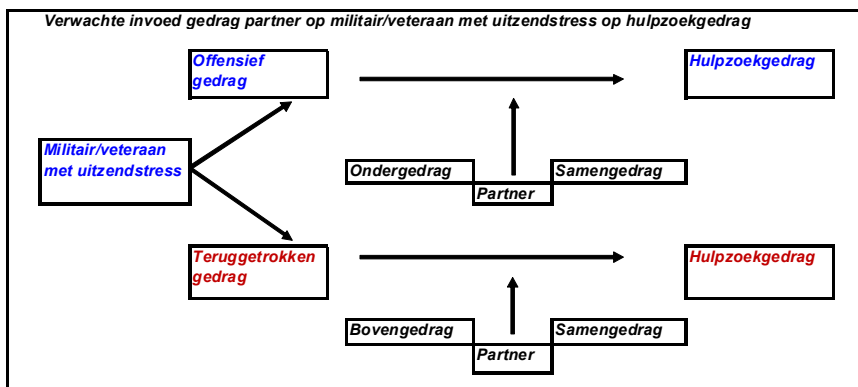 Verwachte invoed gedrag partner op militair/veteraan met uitzendstress op hulpzoekgedrag
Offensief
gedrag
Hulpzoekgedrag
Militair/veteraan
met uitzendstress
Ondergedrag
Samengedrag
Partner
Teruggetrokken
gedrag
Hulpzoekgedrag
Bovengedrag
Samengedrag
Partner